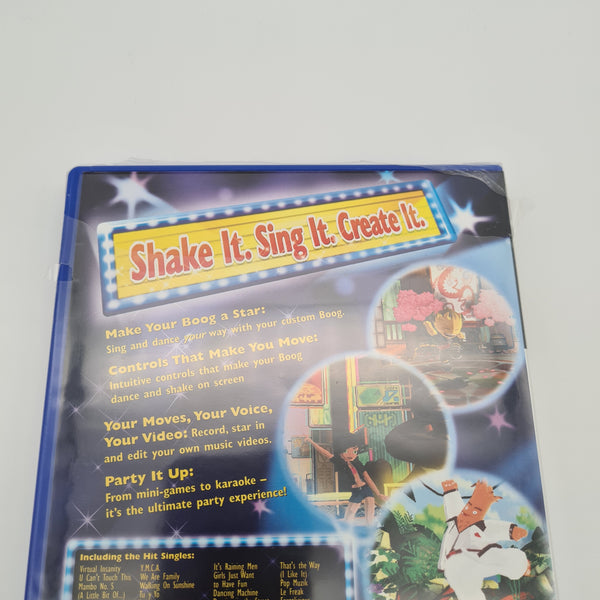 Shake It. Sing It. Create It.
Make Your Boog a Star:
Sing and dance your way with your custom Boog.
Controls That Make You Move:
Intuitive controls that make your Boog
dance and shake on screen
Your Moves, Your Voice,
Your Video: Record, star in
and edit your own music videos.
Party It Up:
From mini-games to karaoke –
it's the ultimate party experience!
Including the Hit Singles:
Virtual Insanity
U Can't Touch This
Mambo No. 5
(A Little Bit Of...)
Y.M.C.A.
We Are Family
Walking On Sunshine
Tu y Yo
It's Raining Men
Girls Just Want
to Have Fun
Dancing Machine
That's the Way
(I Like It)
Pop Muzik
Le Freak